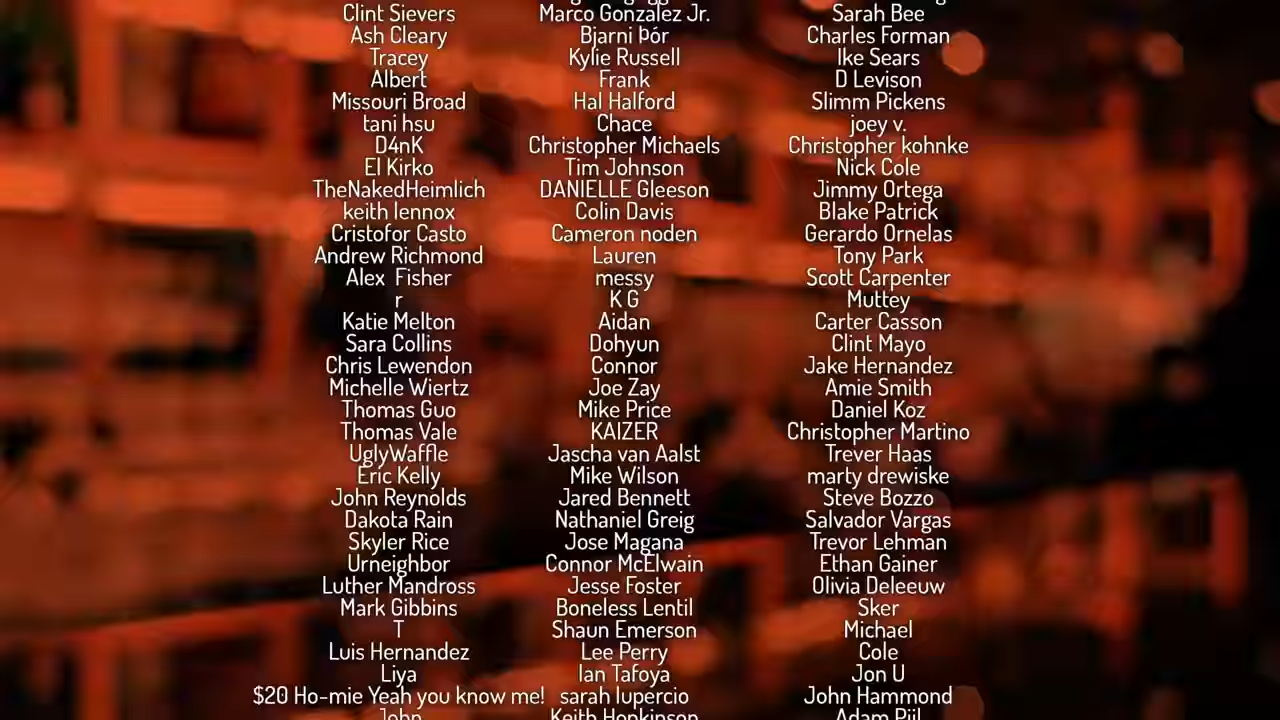 Clint Sievers
Ash Cleary
Tracey
Albert
Missouri Broad
tani hsu
D4nK
El Kirko
TheNakedHeimlich
keith lennox
Cristofor Casto
Andrew Richmond
Alex  Fisher
r
Katie Melton
Sara Collins
Chris Lewendon
Michelle Wiertz
Thomas Guo
Thomas Vale
UglyWaffle
Eric Kelly
John Reynolds
Dakota Rain
Skyler Rice
Urneighbor
Luther Mandross
Mark Gibbins
T
Luis Hernandez
Liya
$20 Ho-mie Yeah you know me!
John
Marco Gonzalez Jr.
Bjarni Þór
Kylie Russell
Frank
Hal Halford
Chace
Christopher Michaels
Tim Johnson
DANIELLE Gleeson
Colin Davis
Cameron noden
Lauren
messy
K G
Aidan
Dohyun
Connor
Joe Zay
Mike Price
KAIZER
Jascha van Aalst
Mike Wilson
Jared Bennett
Nathaniel Greig
Jose Magana
Connor McElwain
Jesse Foster
Boneless Lentil
Shaun Emerson
Lee Perry
Ian Tafoya
sarah lupercio
Keith Hopkinson
Sarah Bee
Charles Forman
Ike Sears
D Levison
Slimm Pickens
joey v.
Christopher kohnke
Nick Cole
Jimmy Ortega
Blake Patrick
Gerardo Ornelas
Tony Park
Scott Carpenter
Muttey
Carter Casson
Clint Mayo
Jake Hernandez
Amie Smith
Daniel Koz
Christopher Martino
Trever Haas
marty drewiske
Steve Bozzo
Salvador Vargas
Trevor Lehman
Ethan Gainer
Olivia Deleeuw
Sker
Michael
Cole
Jon U
John Hammond
Adam